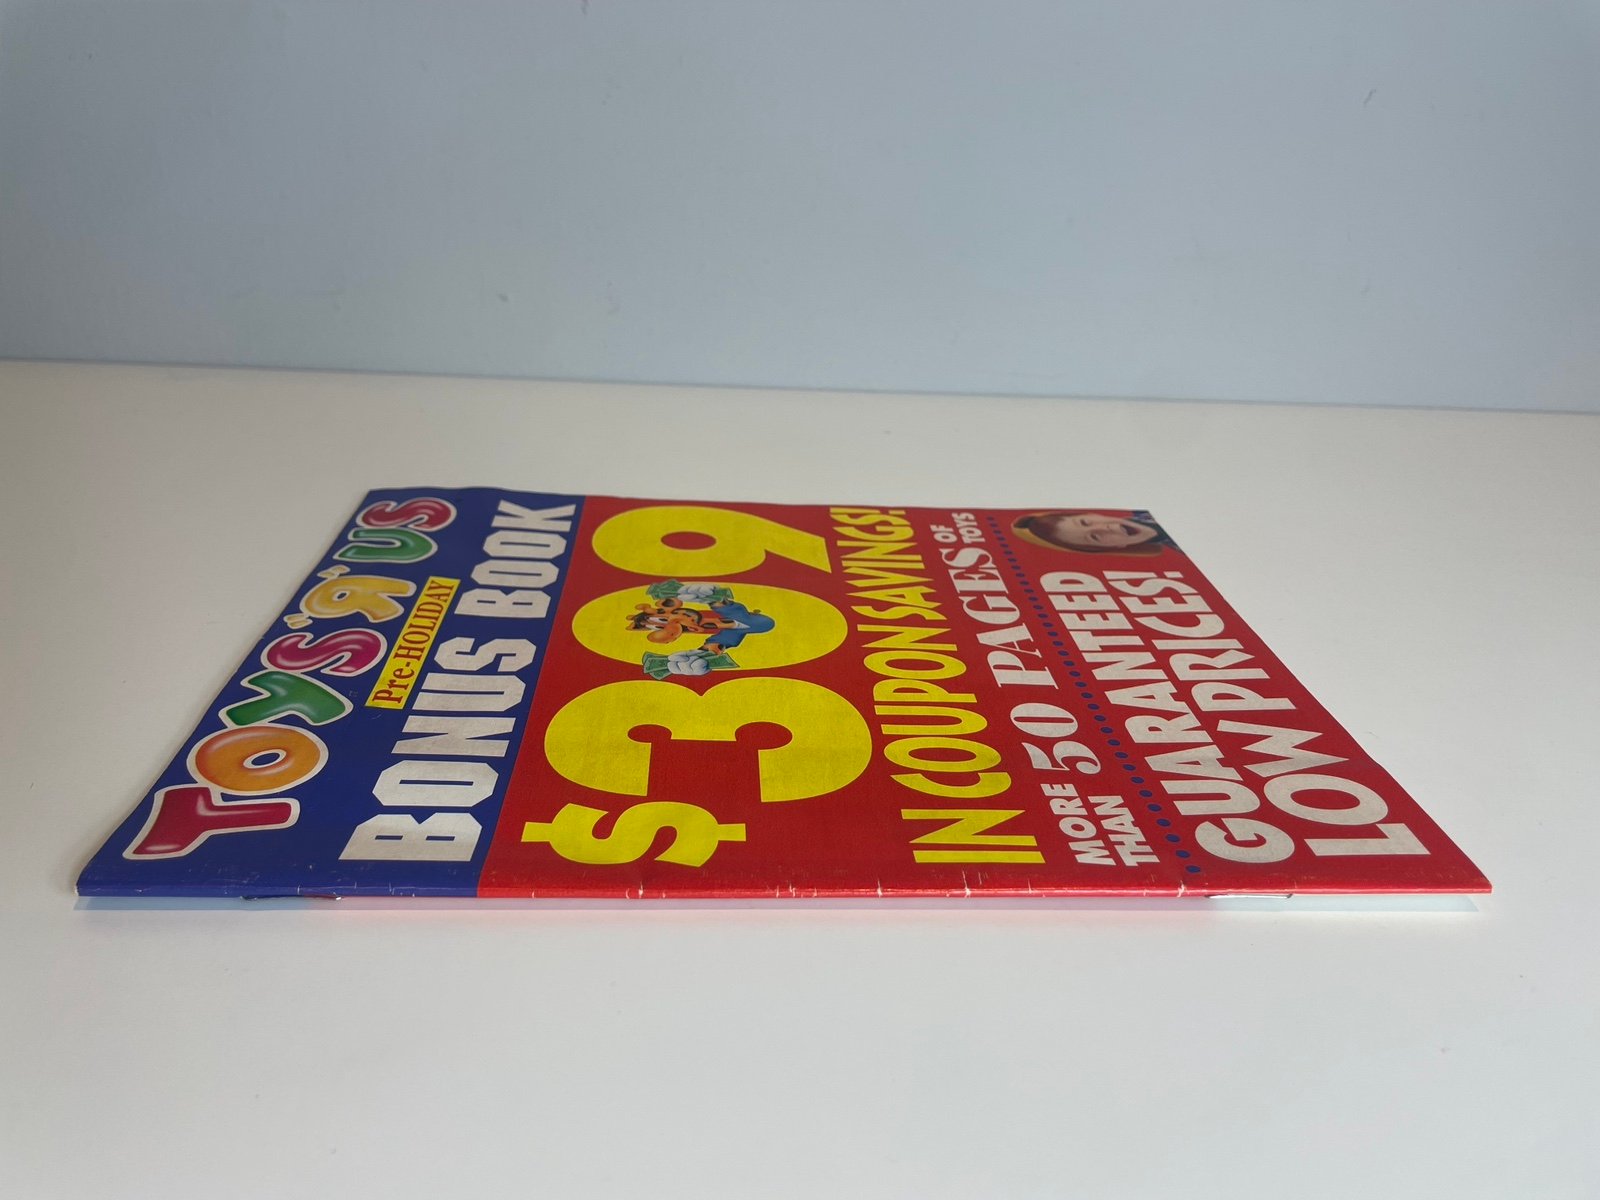 TOYS "Я" US
Pre-HOLIDAY
BONUS BOOK
$309
IN COUPON SAVINGS!
MORE THAN 50 PAGES OF TOYS
GUARANTEED
LOW PRICES!